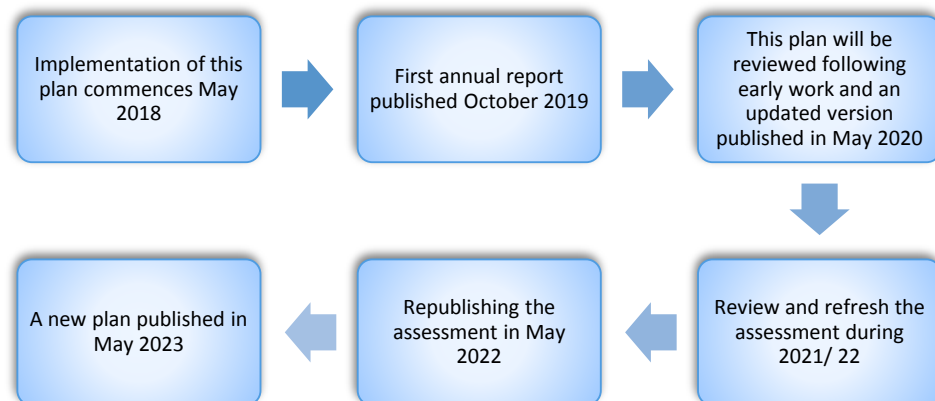 Implementation of this
plan commences May
2018
First annual report
published October 2019
This plan will be
reviewed following
early work and an
updated version
published in May 2020
Review and refresh the
assessment during
2021/ 22
Republishing the
assessment in May
2022
A new plan published in
May 2023